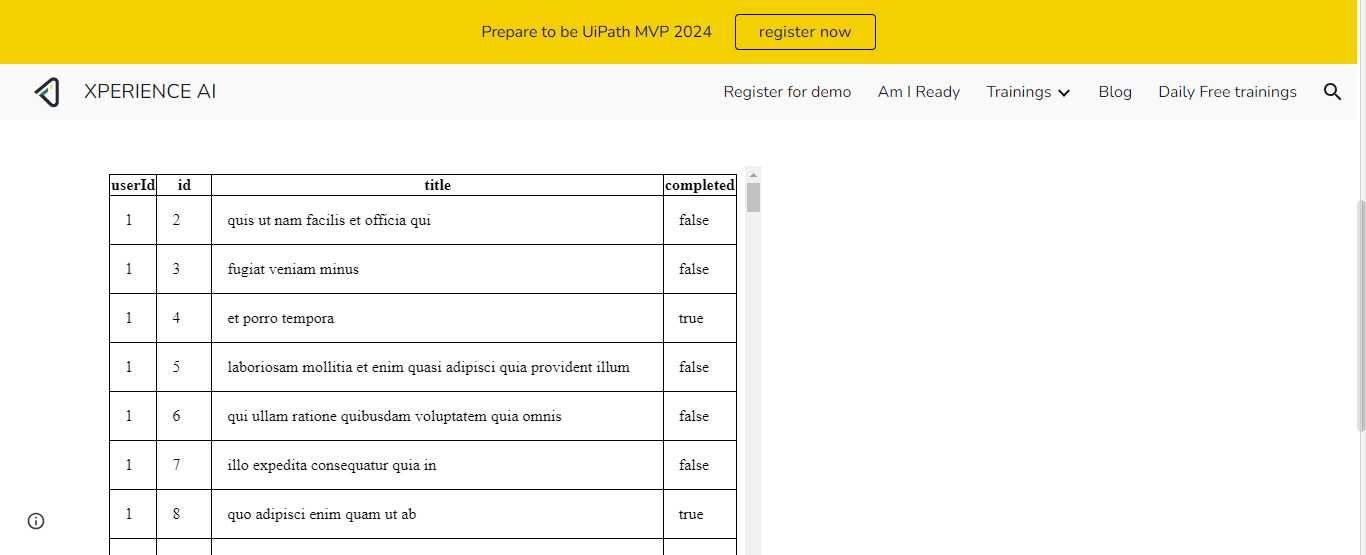 Prepare to be UiPath MVP 2024 register now
XPERIENCE AI Register for demo Am I Ready Trainings Blog Daily Free trainings
userId id title completed
1 2 quis ut nam facilis et officia qui false
1 3 fugiat veniam minus false
1 4 et porro tempora true
1 5 laboriosam mollitia et enim quasi adipisci quia provident illum false
1 6 qui ullam ratione quibusdam voluptatem quia omnis false
1 7 illo expedita consequatur quia in false
1 8 quo adipisci enim quam ut ab true